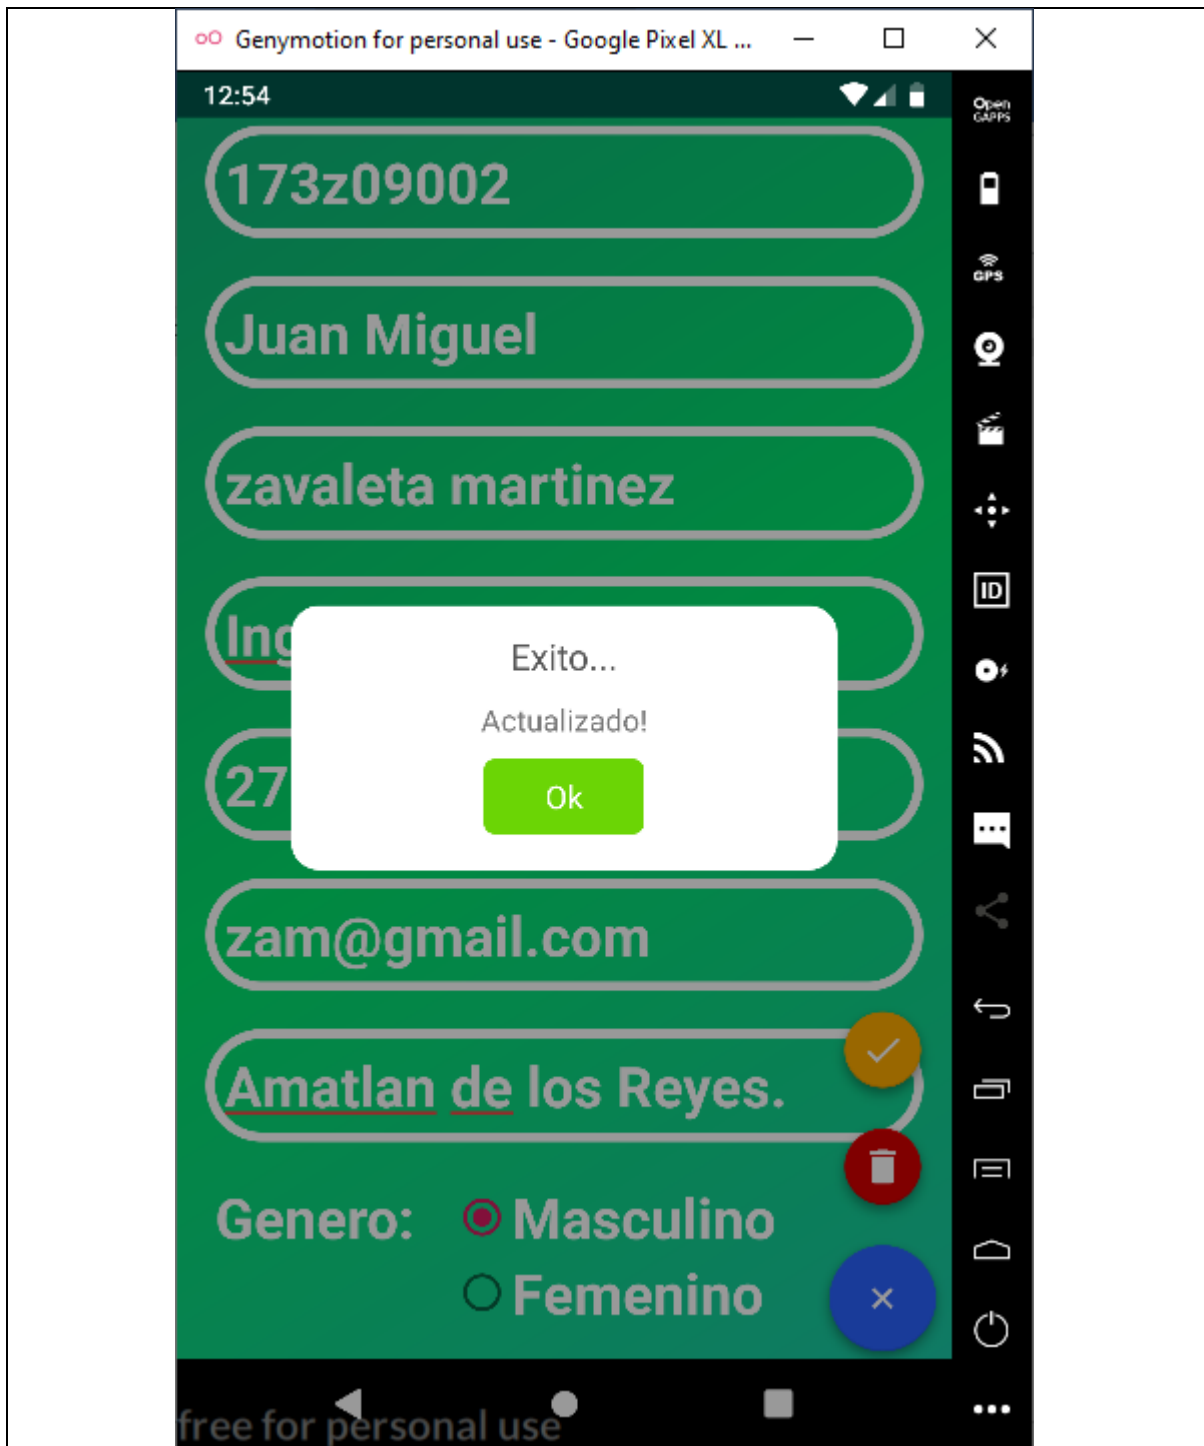 Genymotion for personal use - Google Pixel XL ...
12:54
Open
GAPPS
173z09002
GPS
Juan Miguel
zavaleta martinez
ID
Ing
Exito...
Actualizado!
27
Ok
zam@gmail.com
Amatlan de los Reyes.
Genero: Masculino
Femenino
free for personal use